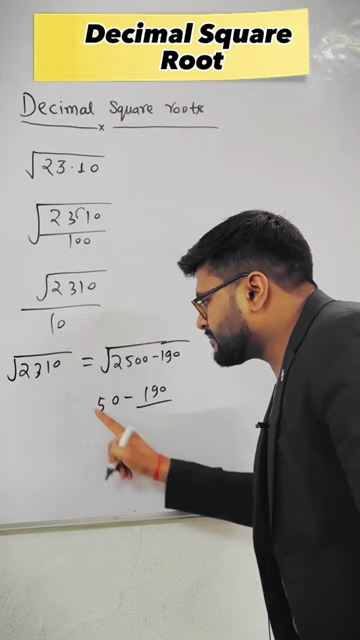 Decimal Square
Root
Decimal Square roots
×
√23.10
√2310/100
√2310
10
√2310 = √2500-190
50 - 190